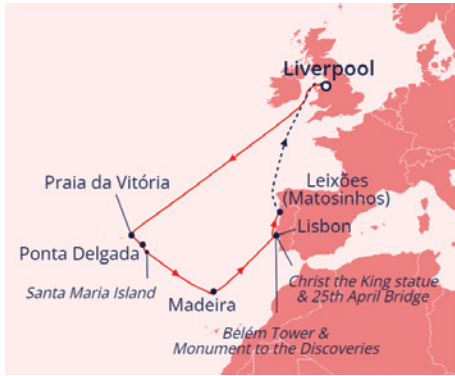 Liverpool
Praia da Vitória
Leixões
(Matosinhos)
Ponta Delgada
Lisbon
Santa Maria Island
Christ the King statue
& 25th April Bridge
Madeira
Belém Tower &
Monument to the Discoveries